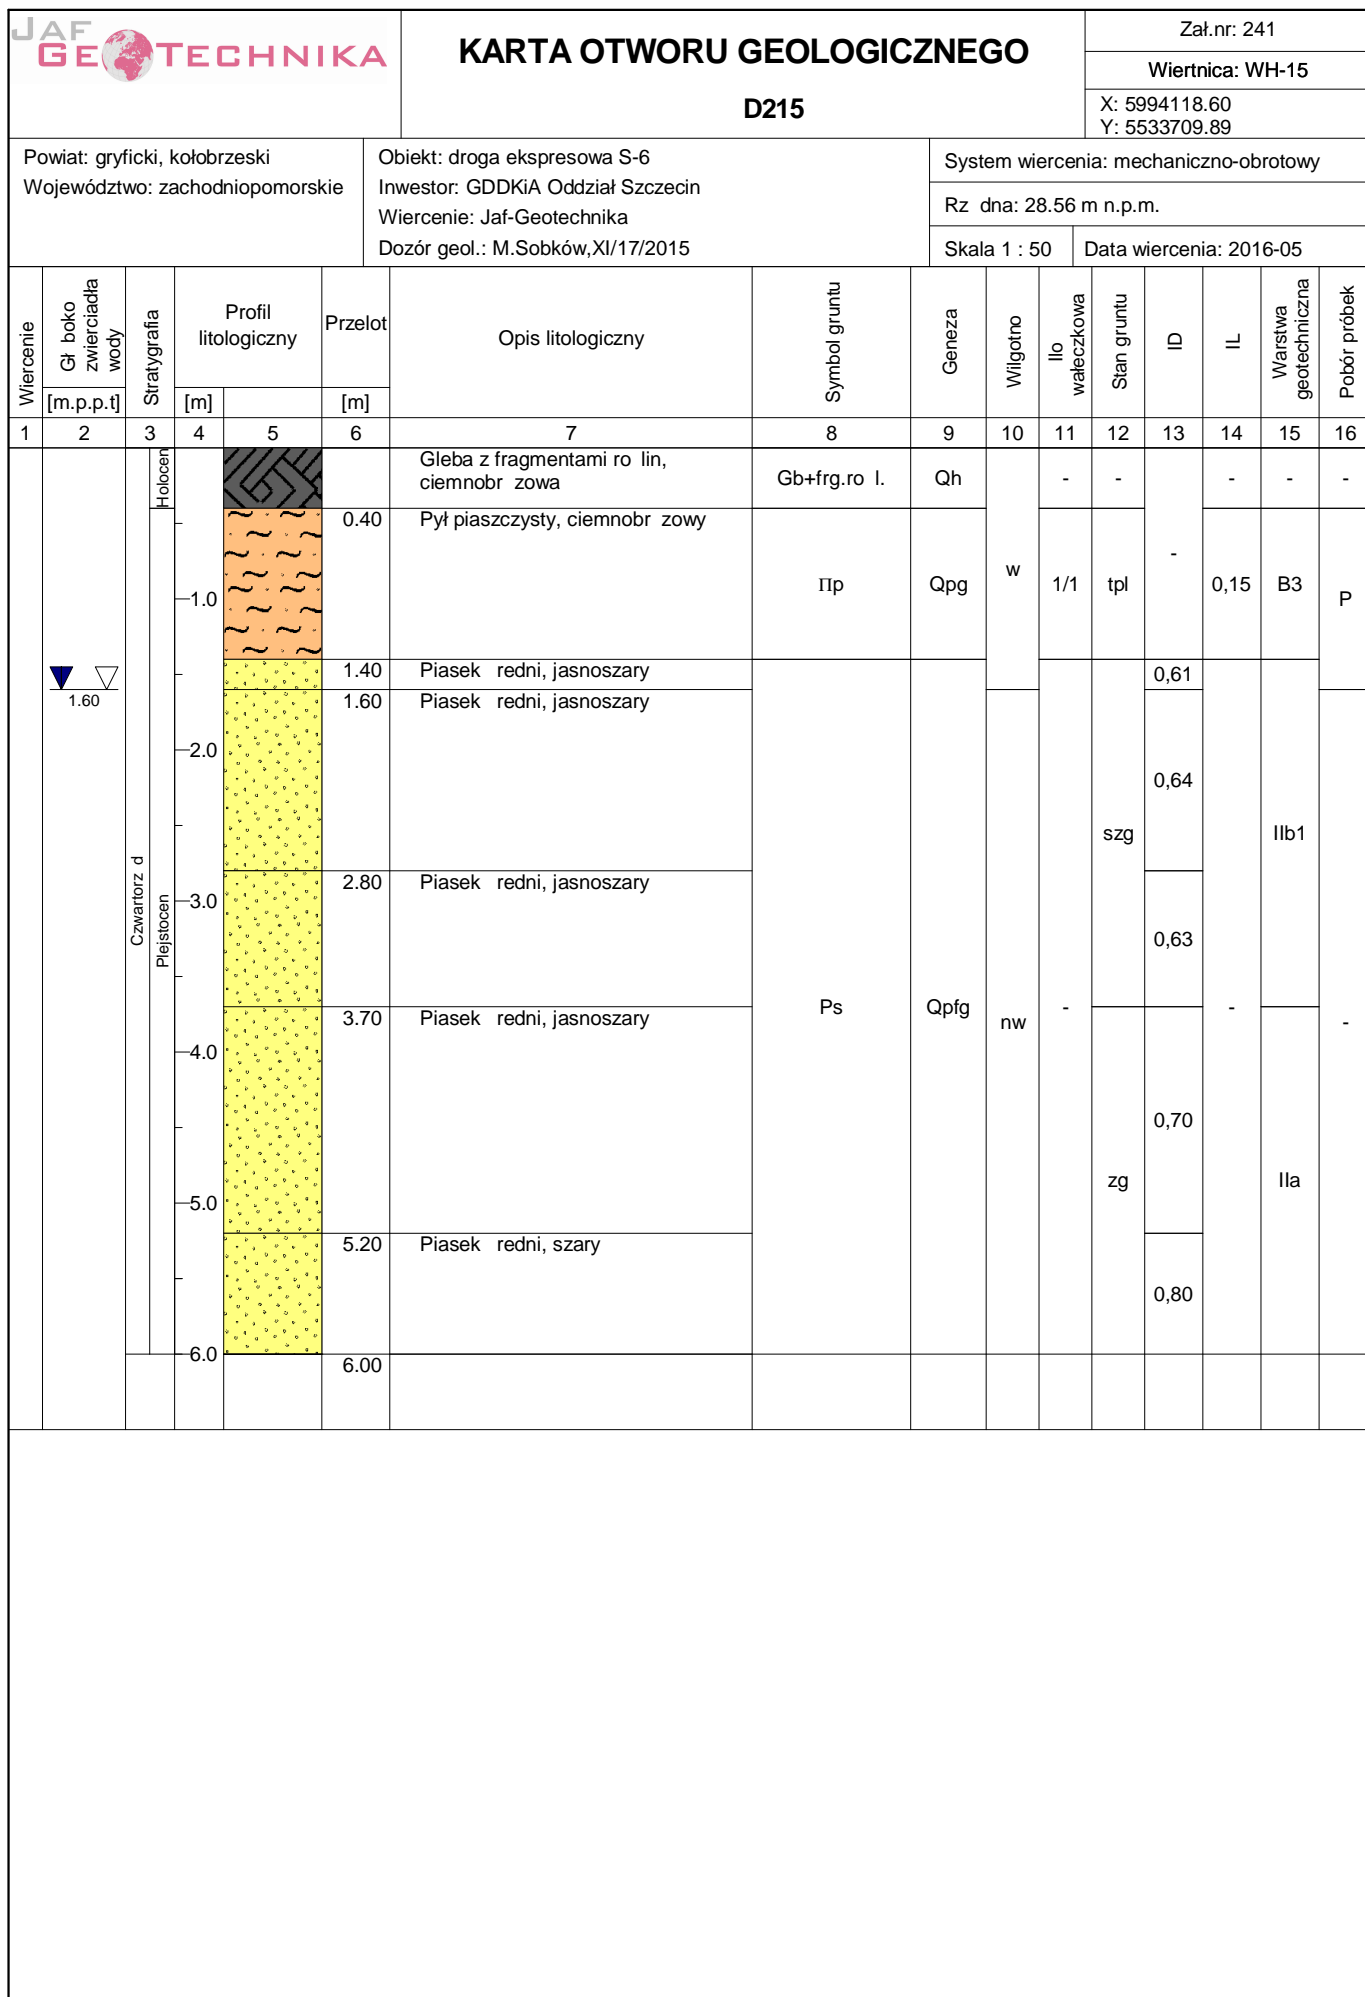 JAF
GEOTECHNIKA
KARTA OTWORU GEOLOGICZNEGO
D215
Zał.nr: 241
Wiertnica: WH-15
X: 5994118.60
Y: 5533709.89
Powiat: gryficki, kołobrzeski
Województwo: zachodniopomorskie
Obiekt: droga ekspresowa S-6
Inwestor: GDDKiA Oddział Szczecin
Wiercenie: Jaf-Geotechnika
Dozór geol.: M.Sobków,XI/17/2015
System wiercenia: mechaniczno-obrotowy
Rz dna: 28.56 m n.p.m.
Skala 1 : 50
Data wiercenia: 2016-05
Wiercenie
Gł boko
zwierciadła
wody
[m.p.p.t]
Stratygrafia
Profil
litologiczny
[m]
Przelot
[m]
Opis litologiczny
Symbol gruntu
Geneza
Wilgotno
Ilo
wałeczkowa
Stan gruntu
ID
IL
Warstwa
geotechniczna
Pobór próbek
1 2 3 4 5 6 7 8 9 10 11 12 13 14 15 16
Holocen
Gleba z fragmentami ro lin,
ciemnobr zowa
Gb+frg.ro l.
Qh
- - - - -
0.40
Pył piaszczysty, ciemnobr zowy
Πp
Qpg
w
1/1
tpl
-
0,15
B3
P
1.0
1.40
Piasek redni, jasnoszary
0,61
1.60
1.60
Piasek redni, jasnoszary
2.0
0,64
szg
IIb1
2.80
Piasek redni, jasnoszary
3.0
Czwartorz d
Plejstocen
0,63
3.70
Piasek redni, jasnoszary
Ps
Qpfg
nw
-
-
-
4.0
0,70
zg
IIa
5.0
5.20
Piasek redni, szary
0,80
6.0
6.00